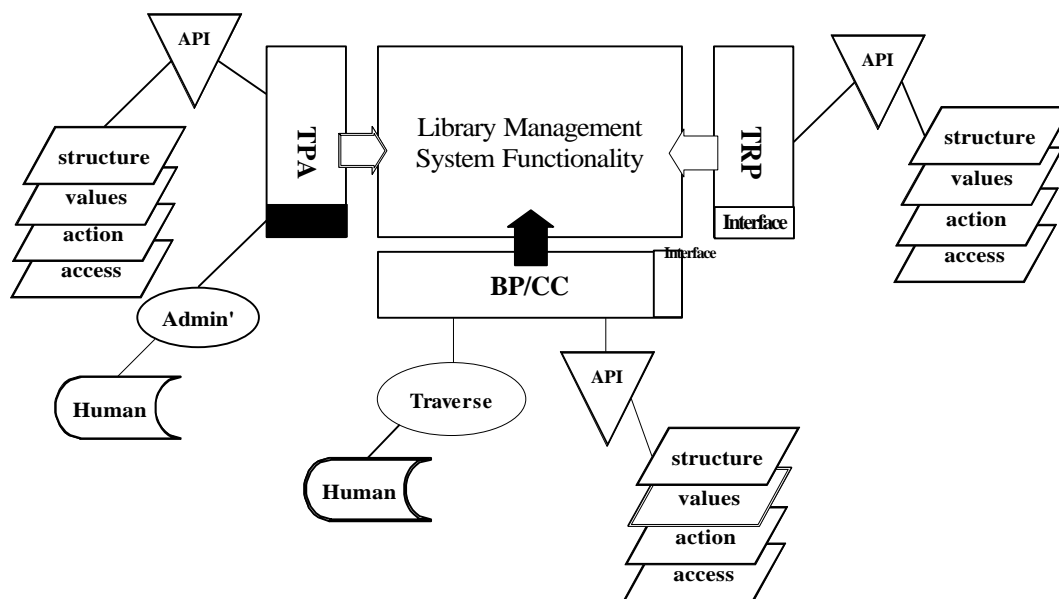 API
structure
values
action
access
TPA
Admin'
Human
Library Management
System Functionality
TRP
Interface
API
structure
values
action
access
BP/CC
Interface
Traverse
Human
API
structure
values
action
access